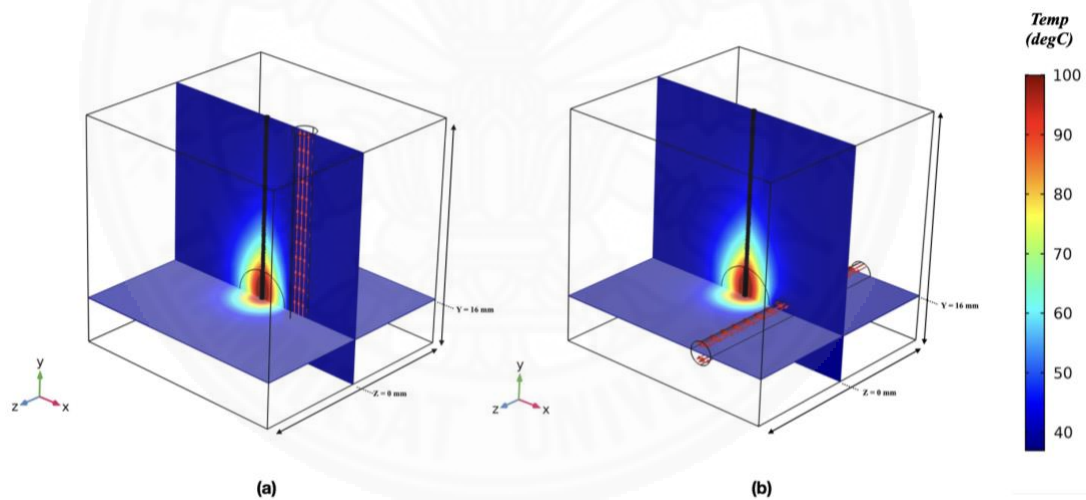 Temp
(degC)
100
90
80
70
60
50
40
Y = 16 mm
Z = 0 mm
y
z
x
(a)
Y = 16 mm
Z = 0 mm
y
z
x
(b)